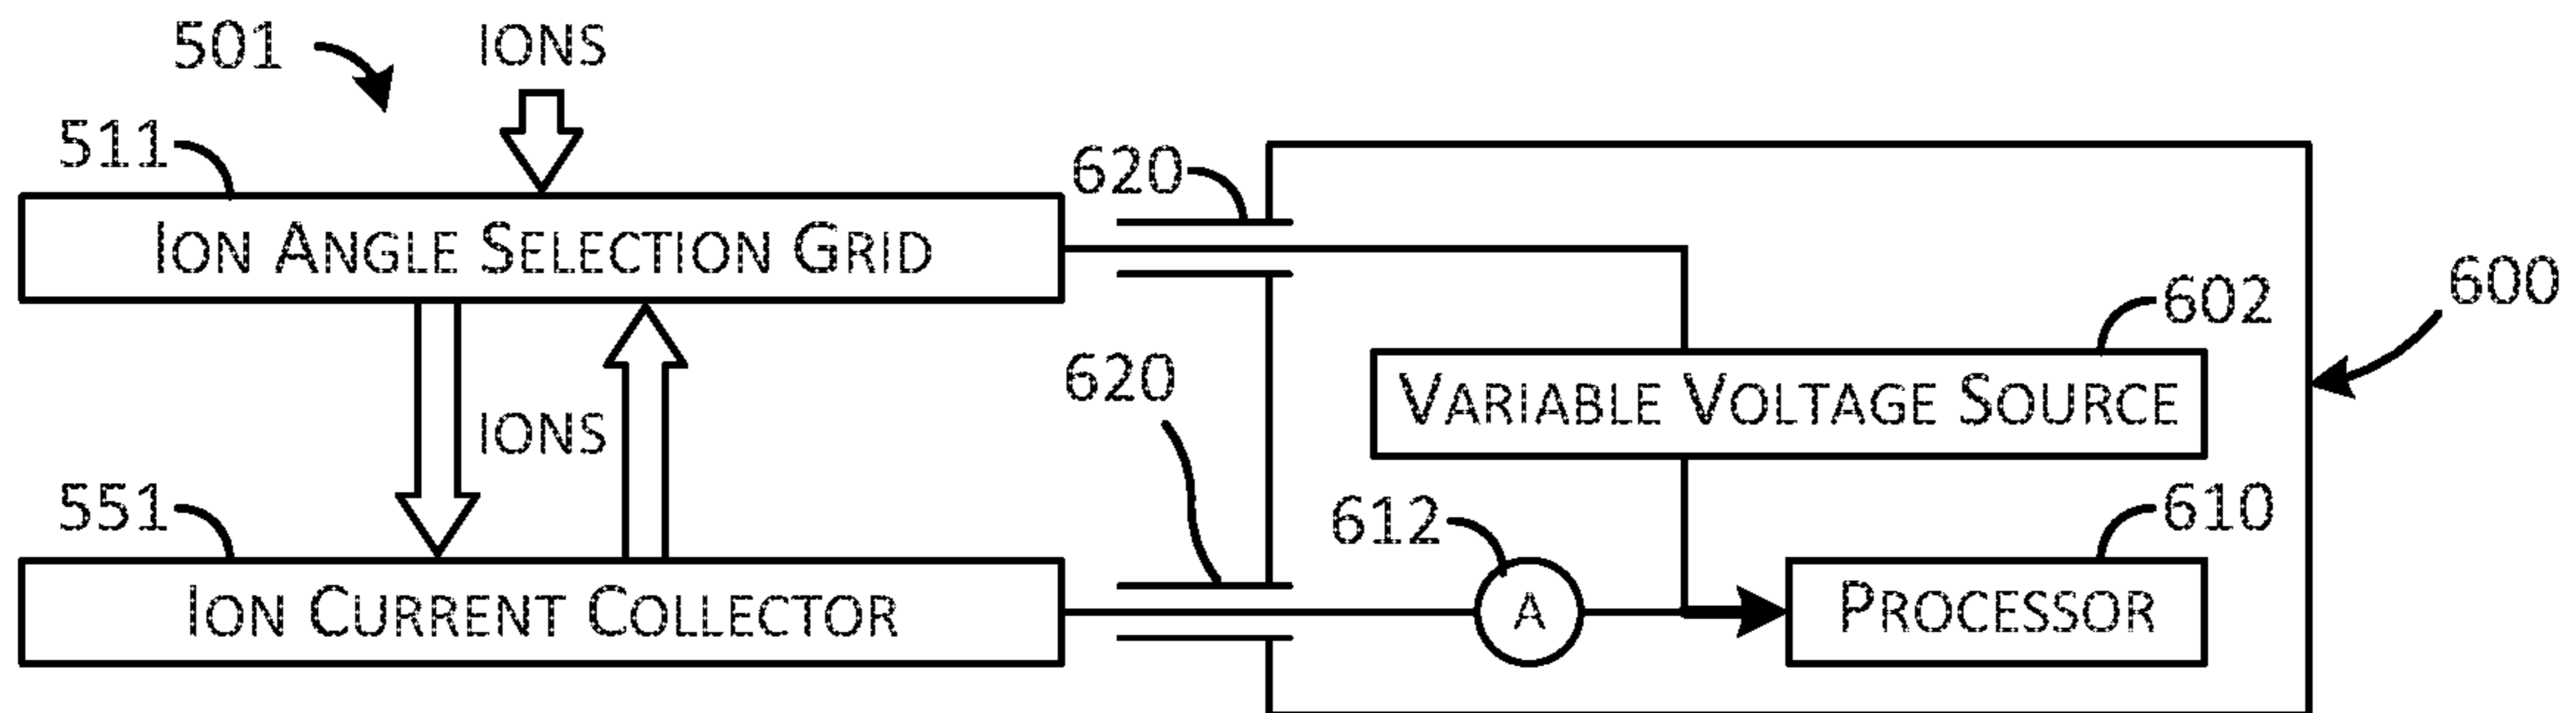 501
IONS
511
620
ION ANGLE SELECTION GRID
600
602
620
VARIABLE VOLTAGE SOURCE
IONS
551
612
610
ION CURRENT COLLECTOR
A
PROCESSOR